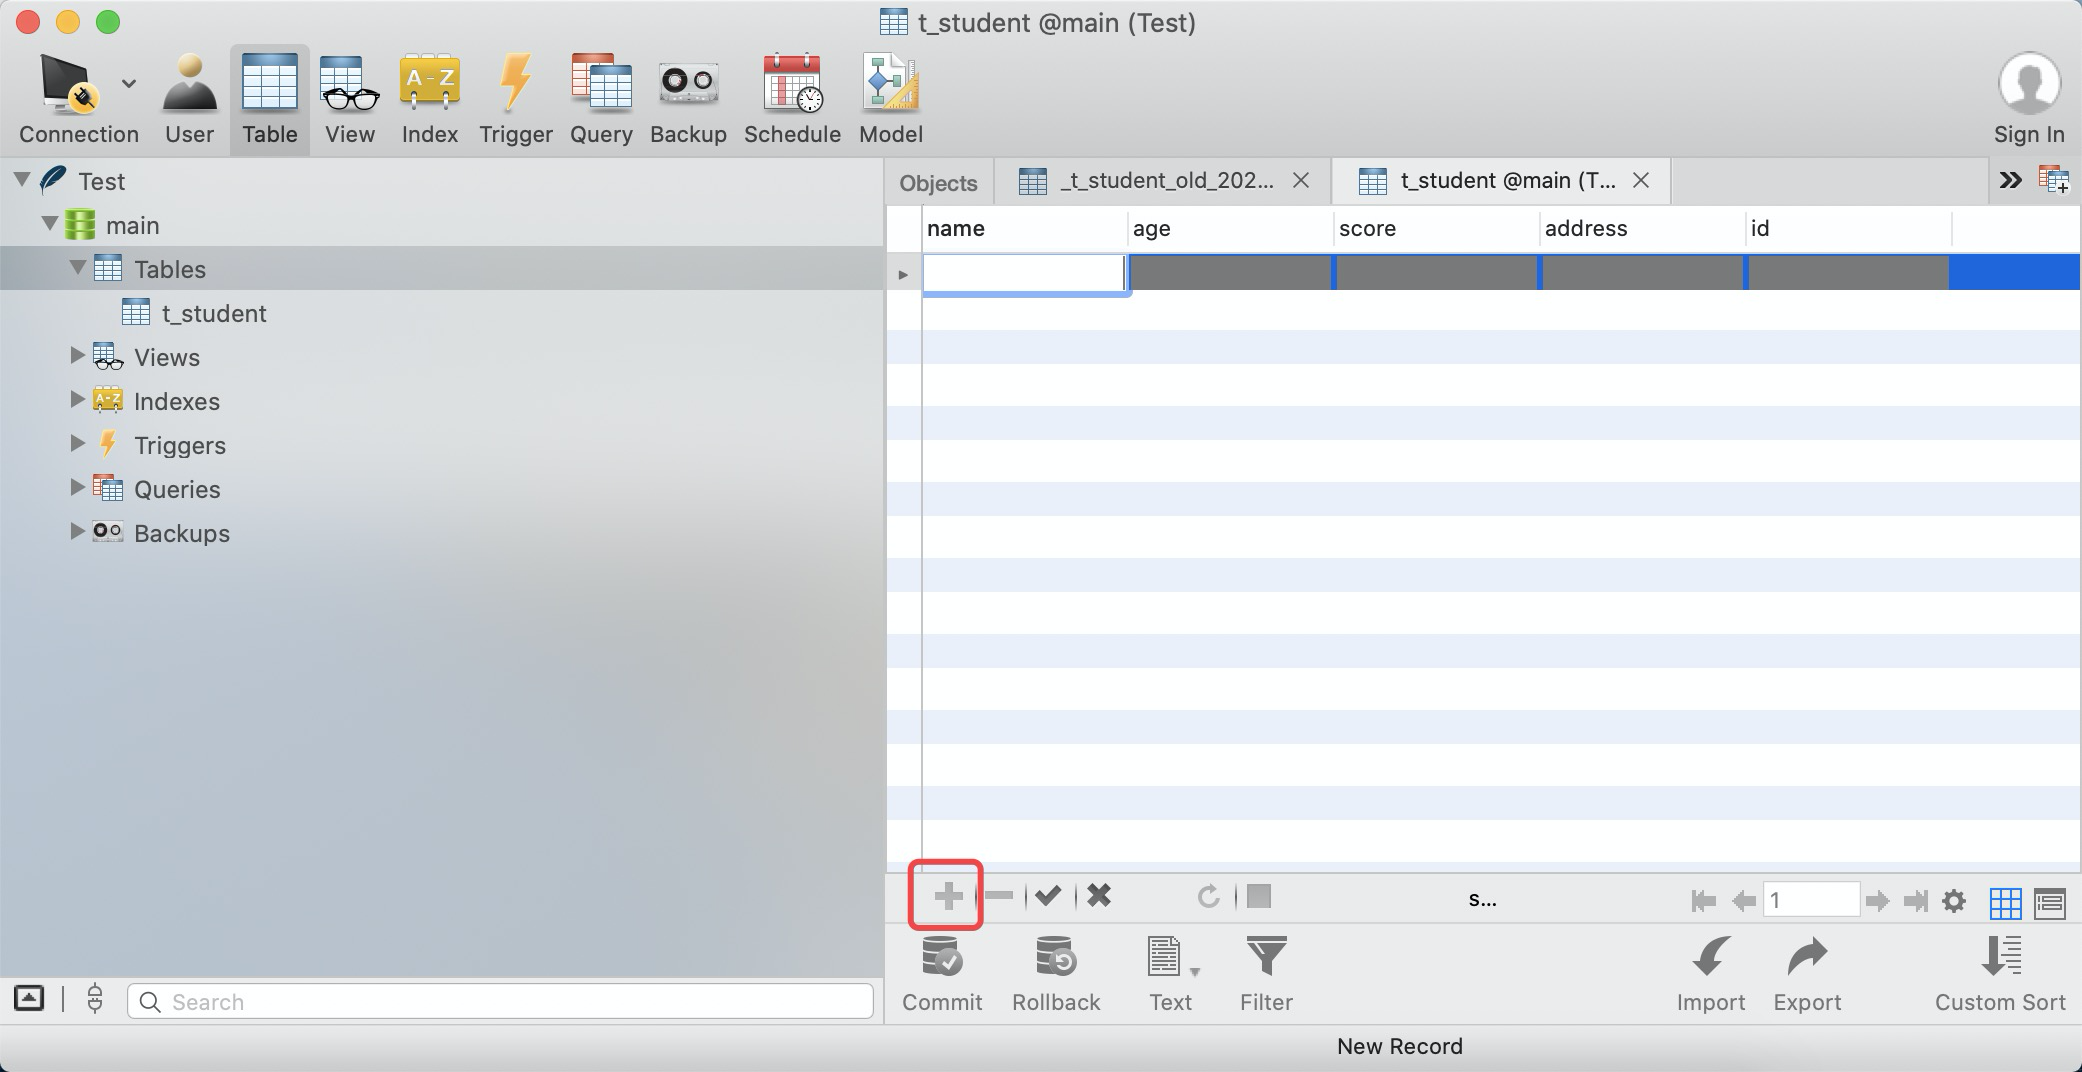 t_student @main (Test)
Connection User Table View Index Trigger Query Backup Schedule Model Sign In
A-Z
Test
main
Tables
t_student
Views
Indexes
A-Z
Triggers
Queries
Backups
Search
Objects _t_student_old_202... t_student @main (T...
name age score address id
s... 1
Commit Rollback Text Filter Import Export Custom Sort
New Record